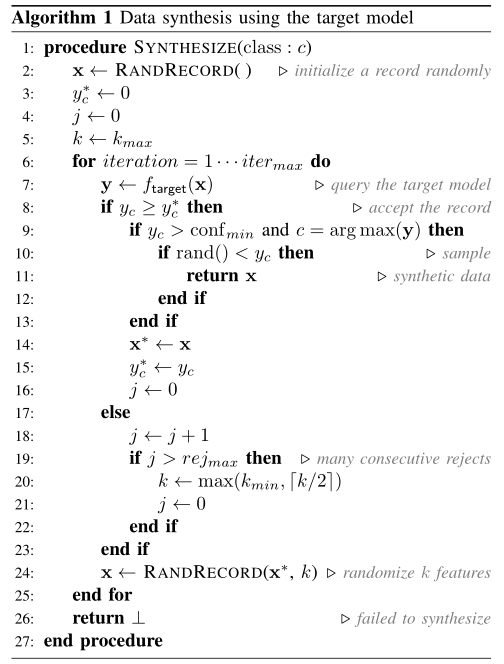 Algorithm 1 Data synthesis using the target model
1: procedure SYNTHESIZE(class : c)
2: x ← RANDRECORD( ) ▷ initialize a record randomly
3: y*_c ← 0
4: j ← 0
5: k ← k_max
6: for iteration = 1 ··· iter_max do
7: y ← f_target(x) ▷ query the target model
8: if y_c ≥ y*_c then ▷ accept the record
9: if y_c > conf_min and c = arg max(y) then
10: if rand() < y_c then ▷ sample
11: return x ▷ synthetic data
12: end if
13: end if
14: x* ← x
15: y*_c ← y_c
16: j ← 0
17: else
18: j ← j + 1
19: if j > rej_max then ▷ many consecutive rejects
20: k ← max(k_min, ⌈k/2⌉)
21: j ← 0
22: end if
23: end if
24: x ← RANDRECORD(x*, k) ▷ randomize k features
25: end for
26: return ⊥ ▷ failed to synthesize
27: end procedure